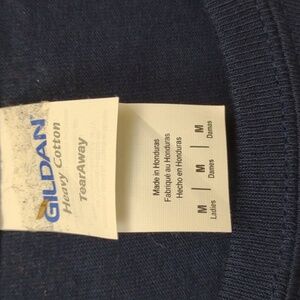 GILDAN
Heavy Cotton
TearAway
Made in Honduras
Fabriqué au Honduras
Hecho en Honduras
M | M | M
Ladies Dames Damas